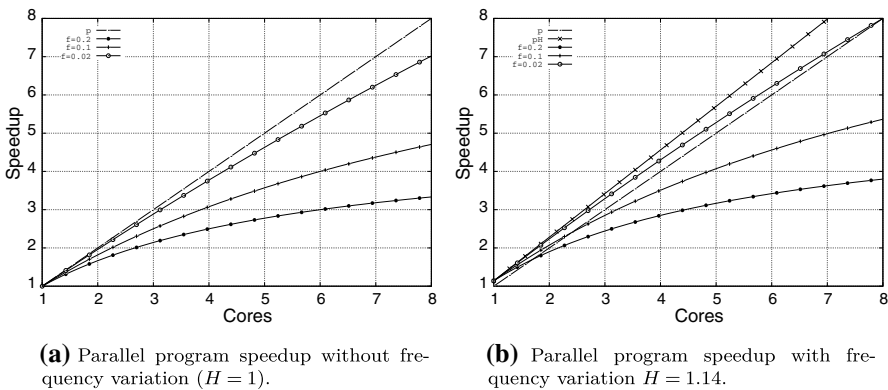 8
7
6
5
4
3
2
1
Speedup
p
f=0.2
f=0.1
f=0.02
1 2 3 4 5 6 7 8
Cores
(a) Parallel program speedup without fre-
quency variation (H = 1).
8
7
6
5
4
3
2
1
Speedup
p
pH
f=0.2
f=0.1
f=0.02
1 2 3 4 5 6 7 8
Cores
(b) Parallel program speedup with
frequency variation H = 1.14.